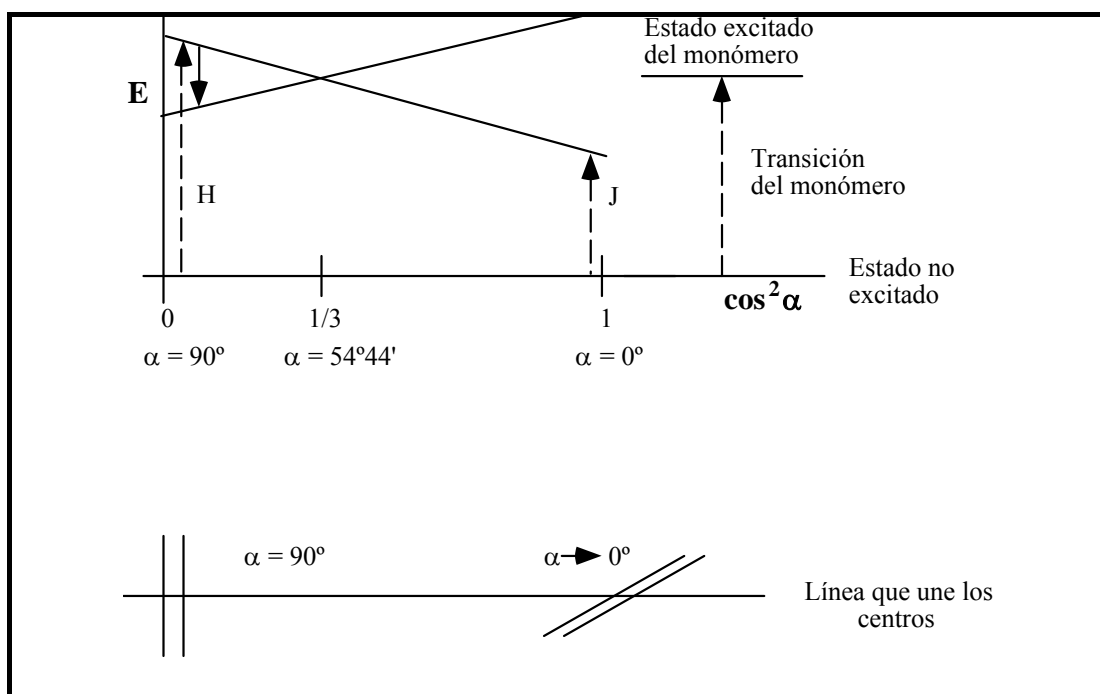 Estado excitado
del monómero
E
Transición
del monómero
H
J
Estado no
excitado
cos²α
0
1/3
1
α = 90º
α = 54º44'
α = 0º
α = 90º
α 0º
Línea que une los
centros